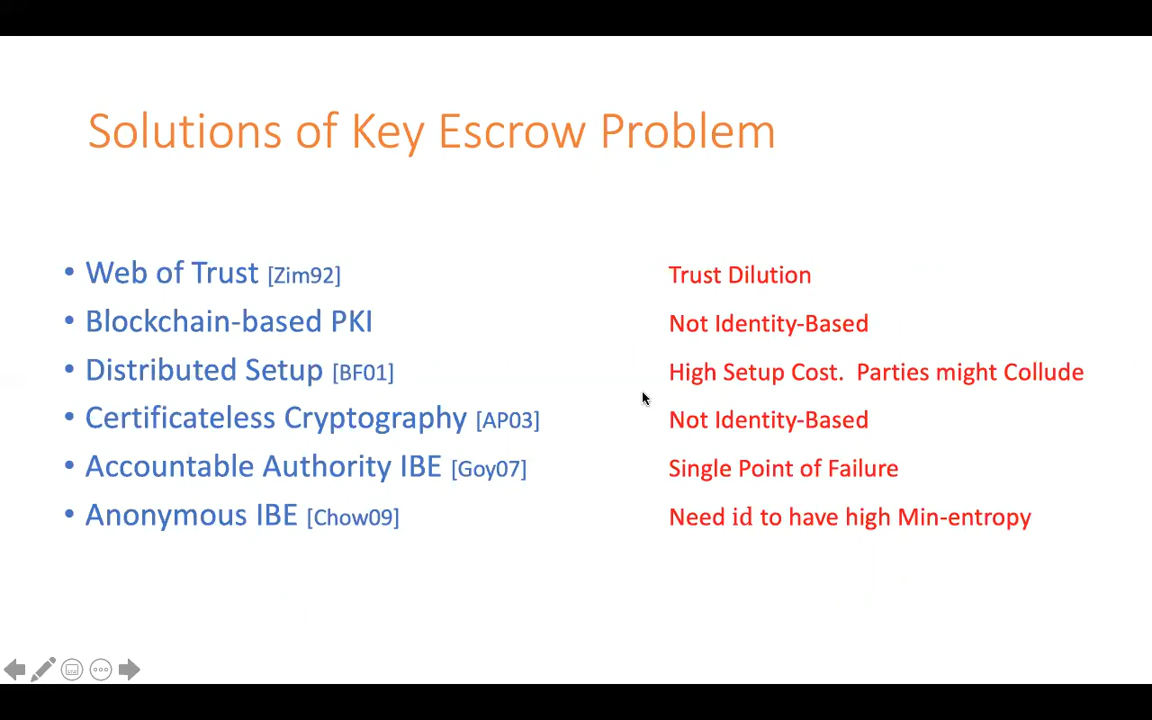 Solutions of Key Escrow Problem
• Web of Trust [Zim92] Trust Dilution
• Blockchain-based PKI Not Identity-Based
• Distributed Setup [BF01] High Setup Cost. Parties might Collude
• Certificateless Cryptography [AP03] Not Identity-Based
• Accountable Authority IBE [Goy07] Single Point of Failure
• Anonymous IBE [Chow09] Need id to have high Min-entropy